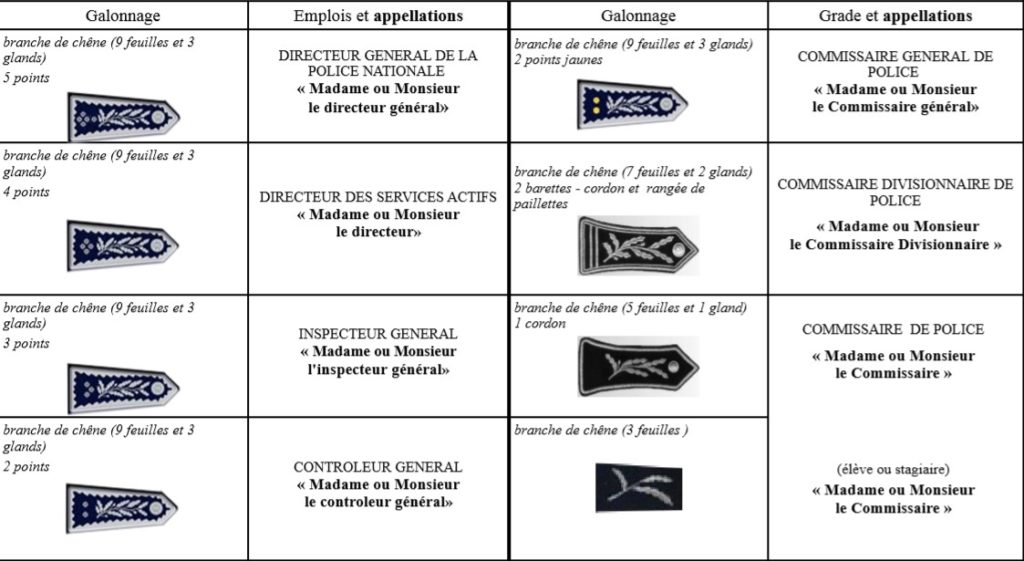 Galonnage
Emplois et appellations
Galonnage
Grade et appellations
branche de chêne (9 feuilles et 3
glands)
5 points
DIRECTEUR GENERAL DE LA
POLICE NATIONALE
« Madame ou Monsieur
le directeur général»
branche de chêne (9 feuilles et 3 glands)
2 points jaunes
COMMISSAIRE GENERAL DE
POLICE
« Madame ou Monsieur
le Commissaire général»
branche de chêne (9 feuilles et 3
glands)
4 points
DIRECTEUR DES SERVICES ACTIFS
« Madame ou Monsieur
le directeur»
branche de chêne (7 feuilles et 2 glands)
2 barettes - cordon et rangée de
paillettes
COMMISSAIRE DIVISIONNAIRE DE
POLICE
« Madame ou Monsieur
le Commissaire Divisionnaire »
branche de chêne (9 feuilles et 3
glands)
3 points
INSPECTEUR GENERAL
« Madame ou Monsieur
l'inspecteur général»
branche de chêne (5 feuilles et 1 gland)
1 cordon
COMMISSAIRE DE POLICE
« Madame ou Monsieur
le Commissaire »
branche de chêne (9 feuilles et 3
glands)
2 points
CONTROLEUR GENERAL
« Madame ou Monsieur
le controleur général»
branche de chêne (3 feuilles )
(élève ou stagiaire)
« Madame ou Monsieur
le Commissaire »